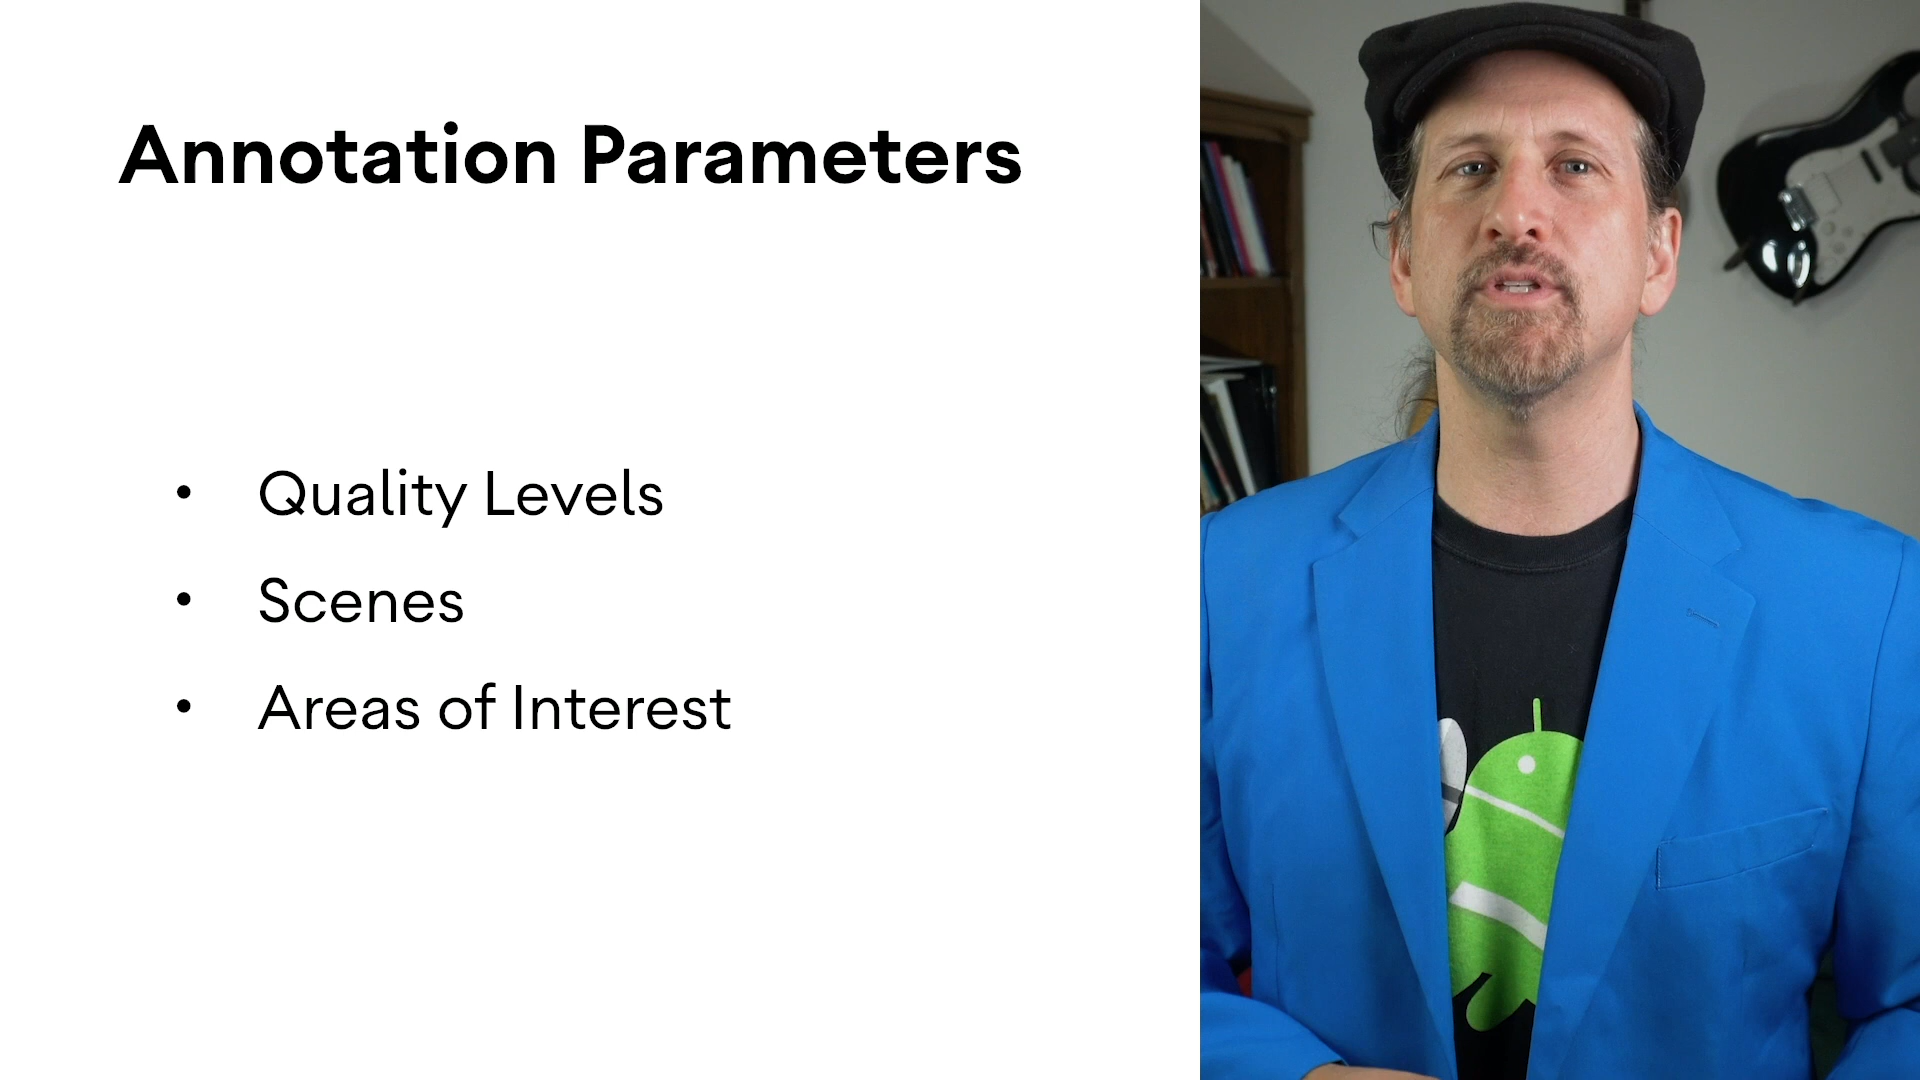 Annotation Parameters
• Quality Levels
• Scenes
• Areas of Interest